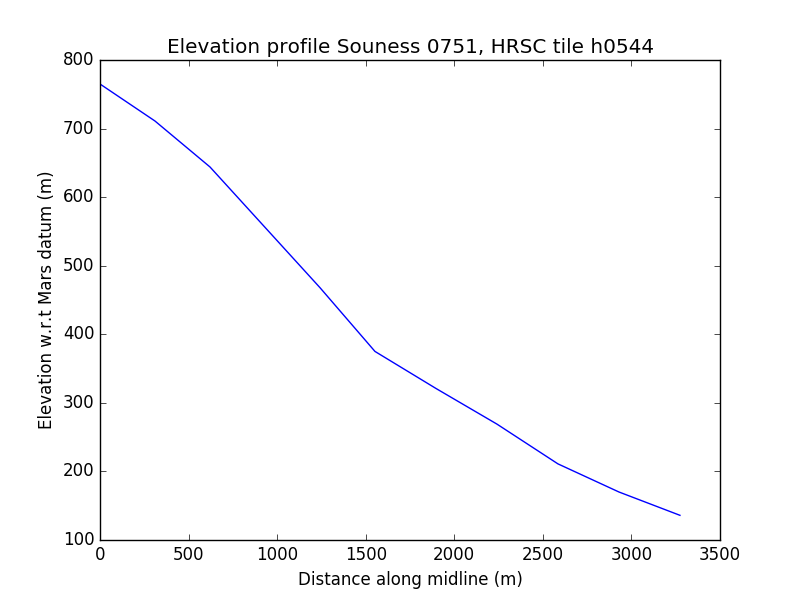 Elevation profile Souness 0751, HRSC tile h0544
800
700
600
500
400
300
200
100
Elevation w.r.t Mars datum (m)
0 500 1000 1500 2000 2500 3000 3500
Distance along midline (m)